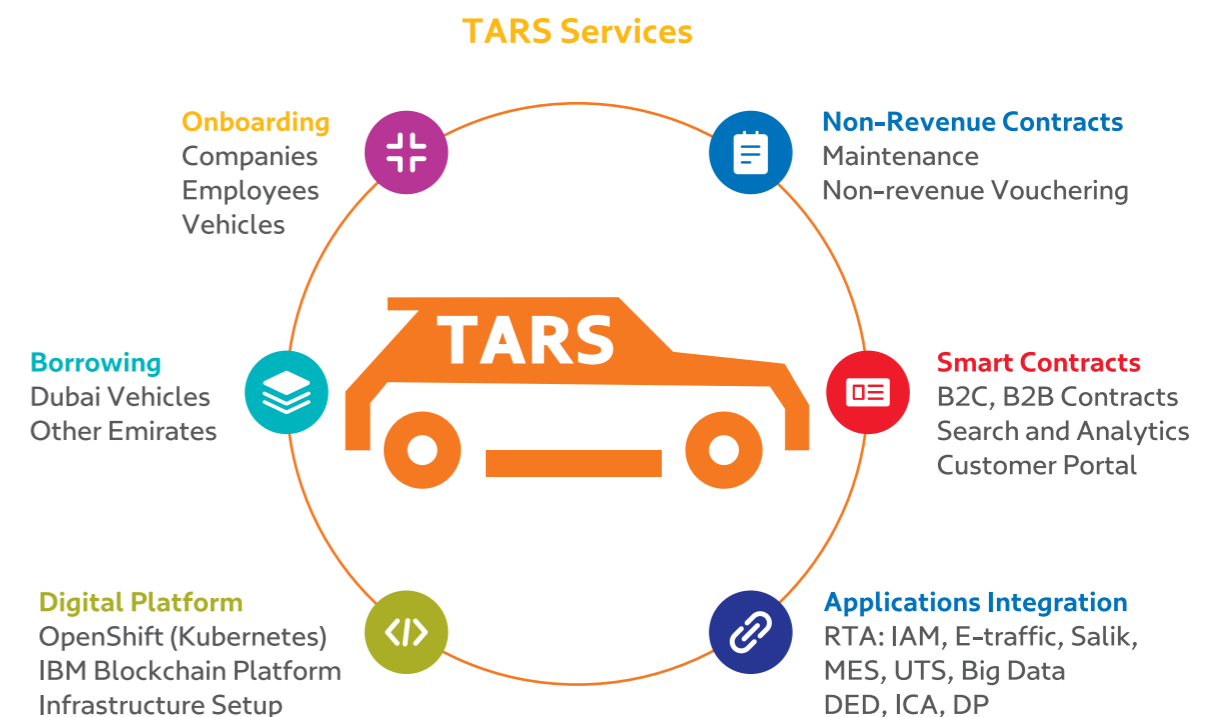 TARS Services
Onboarding
Companies
Employees
Vehicles
Non-Revenue Contracts
Maintenance
Non-revenue Vouchering
TARS
Borrowing
Dubai Vehicles
Other Emirates
Smart Contracts
B2C, B2B Contracts
Search and Analytics
Customer Portal
Digital Platform
OpenShift (Kubernetes)
IBM Blockchain Platform
Infrastructure Setup
Applications Integration
RTA: IAM, E-traffic, Salik,
MES, UTS, Big Data
DED, ICA, DP